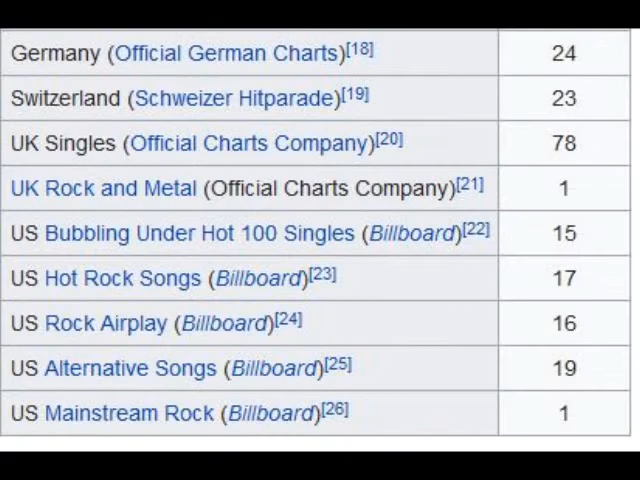 Germany (Official German Charts)[18] 24
Switzerland (Schweizer Hitparade)[19] 23
UK Singles (Official Charts Company)[20] 78
UK Rock and Metal (Official Charts Company)[21] 1
US Bubbling Under Hot 100 Singles (Billboard)[22] 15
US Hot Rock Songs (Billboard)[23] 17
US Rock Airplay (Billboard)[24] 16
US Alternative Songs (Billboard)[25] 19
US Mainstream Rock (Billboard)[26] 1